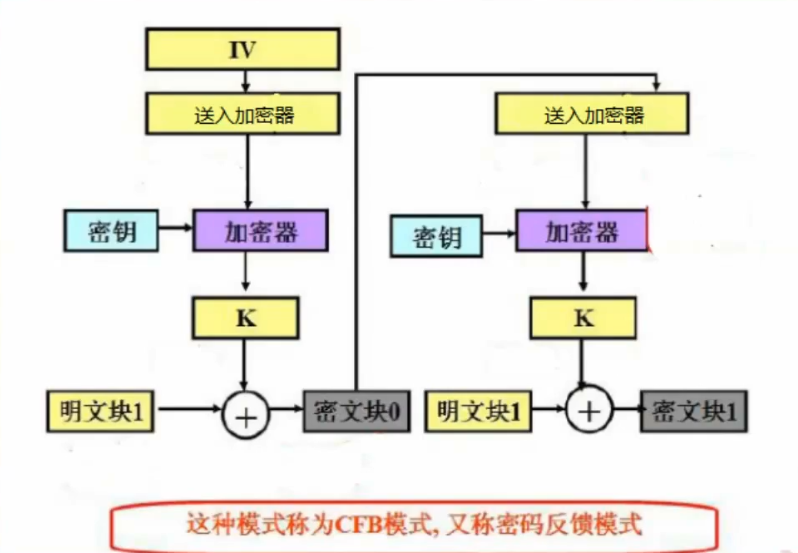 IV
送入加密器
送入加密器
密钥
加密器
密钥
加密器
K
K
明文块1
+
密文块0
明文块1
+
密文块1
这种模式称为CFB模式, 又称密码反馈模式